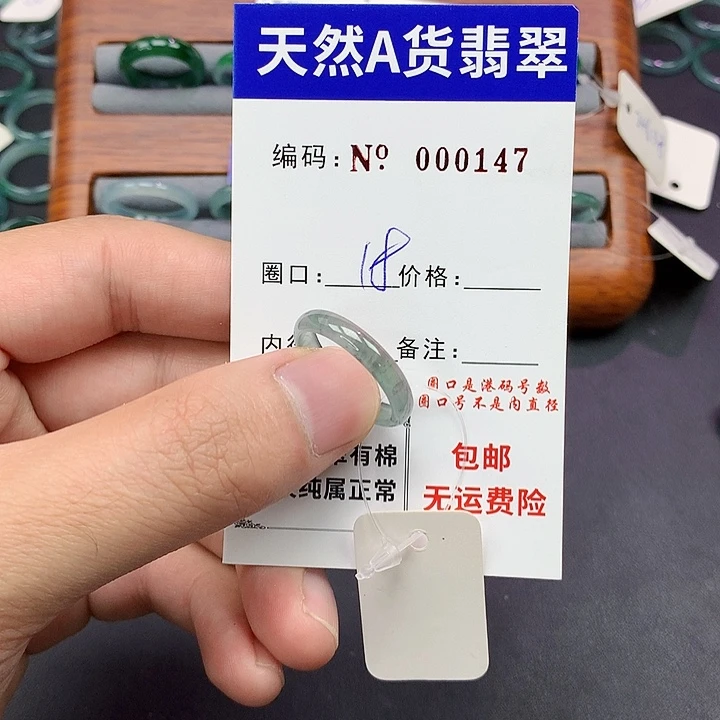 天然A货翡翠
编码: Nº 000147
圈口: 18 价格:
内 备注:
圈口是港码号数
圈口号不是内直径
有棉 包邮
纯属正常 无运费险